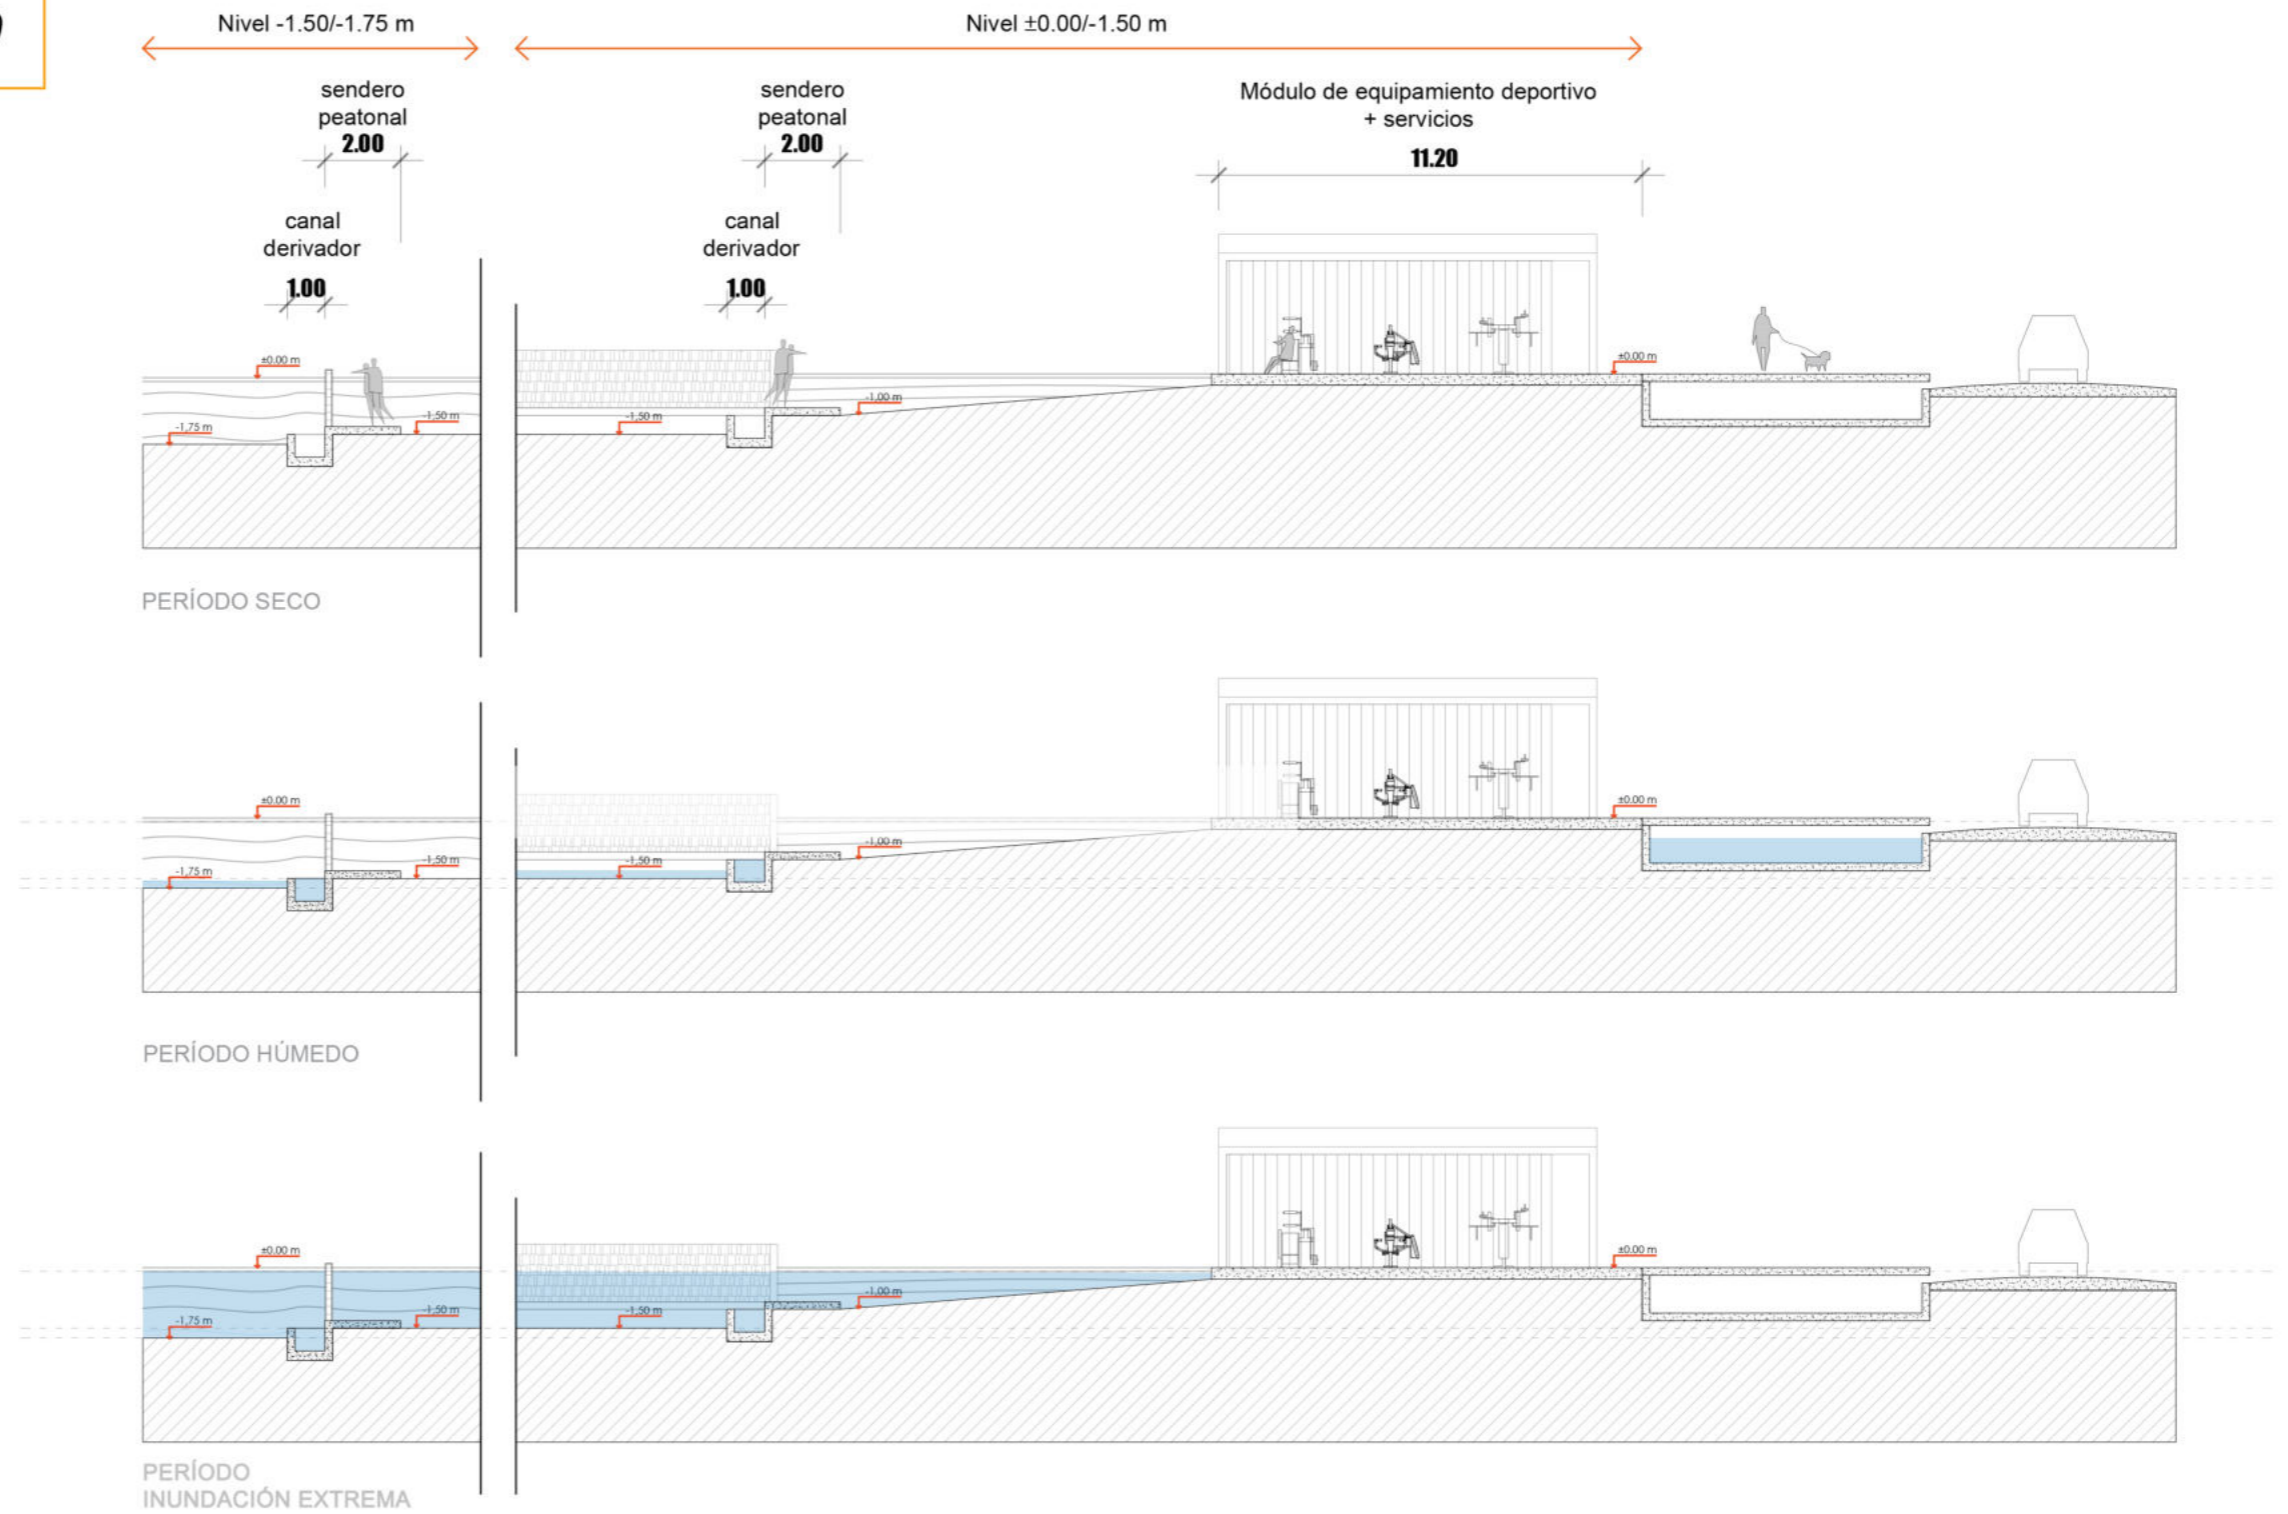 Nivel -1.50/-1.75 m
Nivel ±0.00/-1.50 m
sendero
peatonal
2.00
sendero
peatonal
2.00
Módulo de equipamiento deportivo
+ servicios
11.20
canal
derivador
1.00
canal
derivador
1.00
±0.00 m
-1,75 m
-1,50 m
-1,50 m
-1,00 m
±0.00 m
PERÍODO SECO
±0.00 m
-1,75 m
-1,50 m
-1,50 m
-1,00 m
±0.00 m
PERÍODO HÚMEDO
±0.00 m
-1,75 m
-1,50 m
-1,50 m
-1,00 m
±0.00 m
PERÍODO
INUNDACIÓN EXTREMA